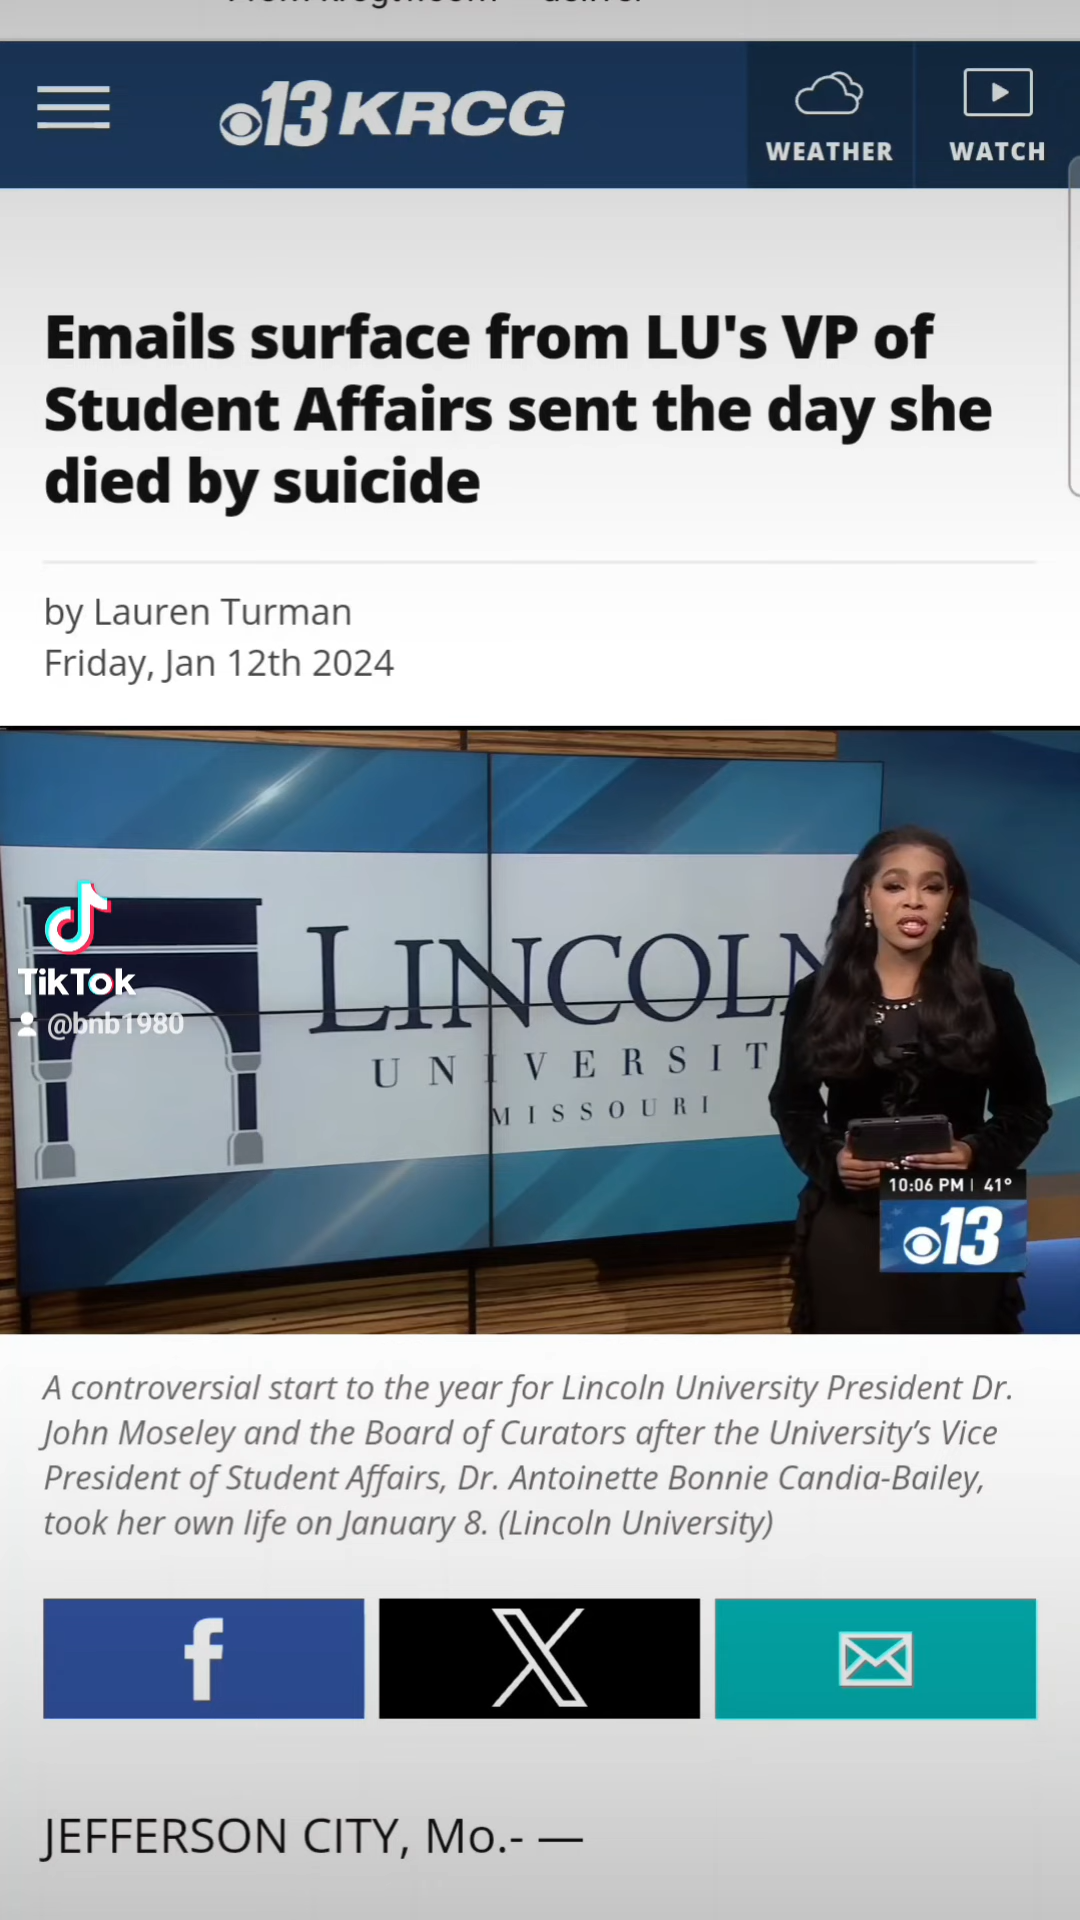 13 KRCG
WEATHER
WATCH
Emails surface from LU's VP of
Student Affairs sent the day she
died by suicide
by Lauren Turman
Friday, Jan 12th 2024
LINCOLN
UNIVERSIT
MISSOURI
TikTok
@bnb1980
10:06 PM | 41°
13
A controversial start to the year for Lincoln University President Dr.
John Moseley and the Board of Curators after the University’s Vice
President of Student Affairs, Dr. Antoinette Bonnie Candia-Bailey,
took her own life on January 8. (Lincoln University)
f
X
JEFFERSON CITY, Mo.- —